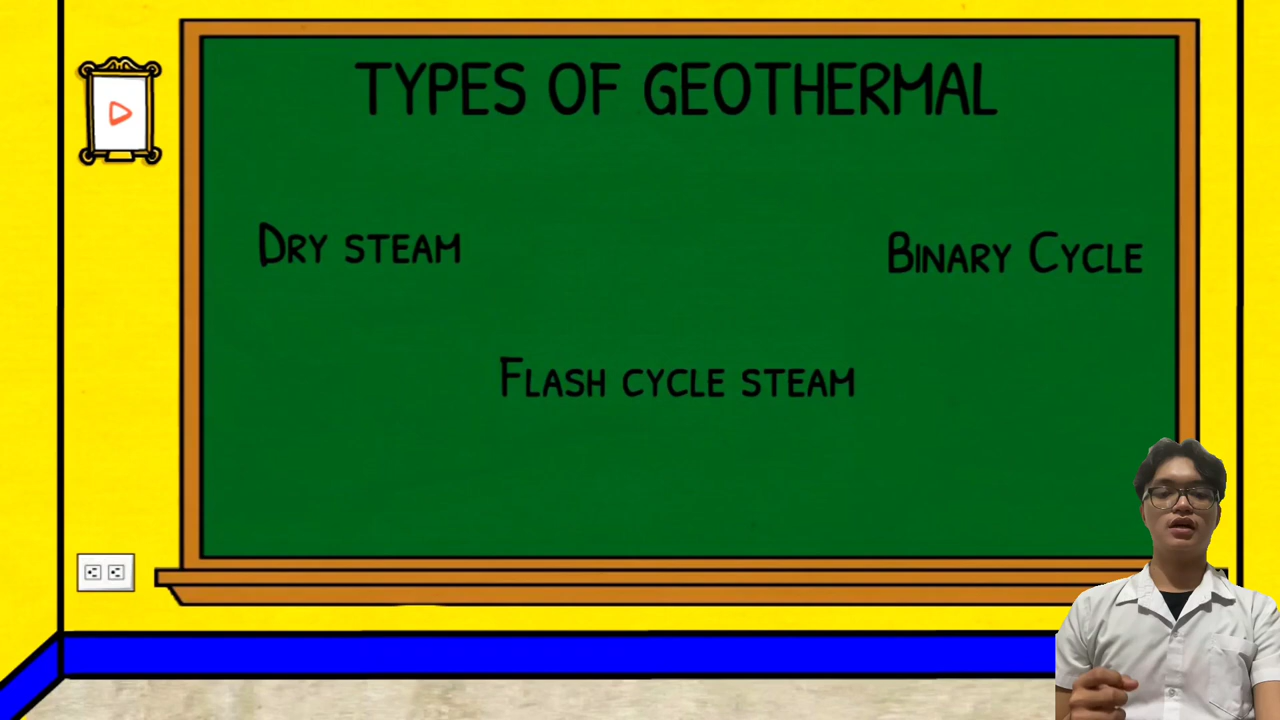 TYPES OF GEOTHERMAL
DRY STEAM
BINARY CYCLE
FLASH CYCLE STEAM